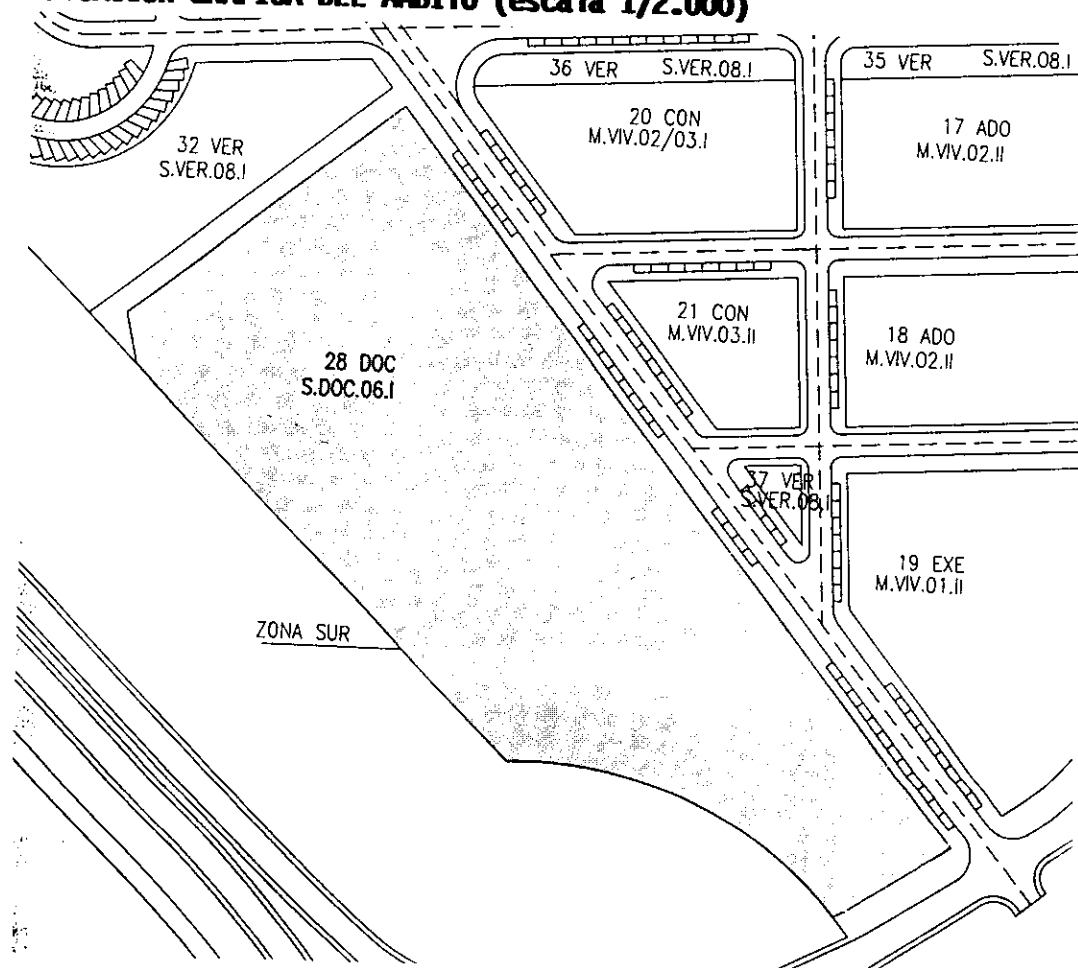 DEL AMBITO (escala 1/2.000)
36 VER S.VER.08.I
35 VER S.VER.08.I
20 CON
M.VIV.02/03.I
17 ADO
M.VIV.02.II
32 VER
S.VER.08.I
21 CON
M.VIV.03.II
18 ADO
M.VIV.02.II
28 DOC
S.DOC.06.I
37 VER
S.VER.08.I
19 EXE
M.VIV.01.II
ZONA SUR